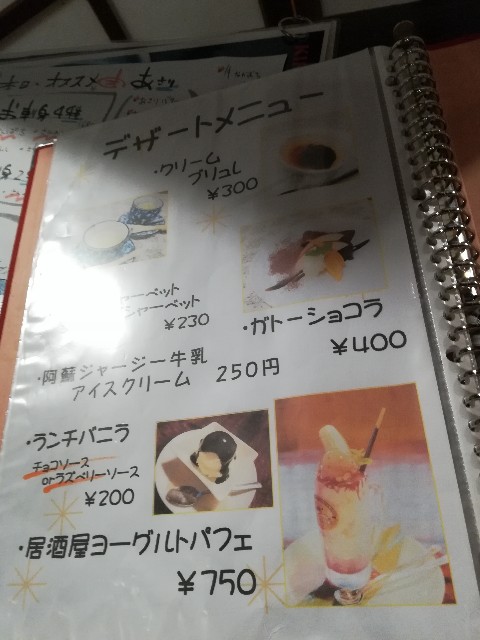 デザートメニュー
・クリーム
ブリュレ
¥300
ャーベット
シャーベット
¥230
・ガトーショコラ
¥400
・阿蘇ジャージー牛乳
アイスクリーム 250円
・ランチバニラ
チョコソース
orラズベリーソース
¥200
・居酒屋ヨーグルトパフェ
¥750